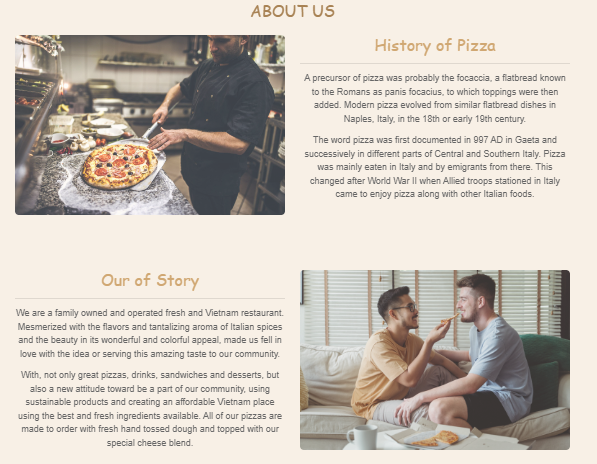 ABOUT US
History of Pizza
A precursor of pizza was probably the focaccia, a flatbread known
to the Romans as panis focacius, to which toppings were then
added. Modern pizza evolved from similar flatbread dishes in
Naples, Italy, in the 18th or early 19th century.
The word pizza was first documented in 997 AD in Gaeta and
successively in different parts of Central and Southern Italy. Pizza
was mainly eaten in Italy and by emigrants from there. This
changed after World War II when Allied troops stationed in Italy
came to enjoy pizza along with other Italian foods.
Our of Story
We are a family owned and operated fresh and Vietnam restaurant.
Mesmerized with the flavors and tantalizing aroma of Italian spices
and the beauty in its wonderful and colorful appeal, made us fell in
love with the idea or serving this amazing taste to our community.
With, not only great pizzas, drinks, sandwiches and desserts, but
also a new attitude toward be a part of our community, using
sustainable products and creating an affordable Vietnam place
using the best and fresh ingredients available. All of our pizzas are
made to order with fresh hand tossed dough and topped with our
special cheese blend.